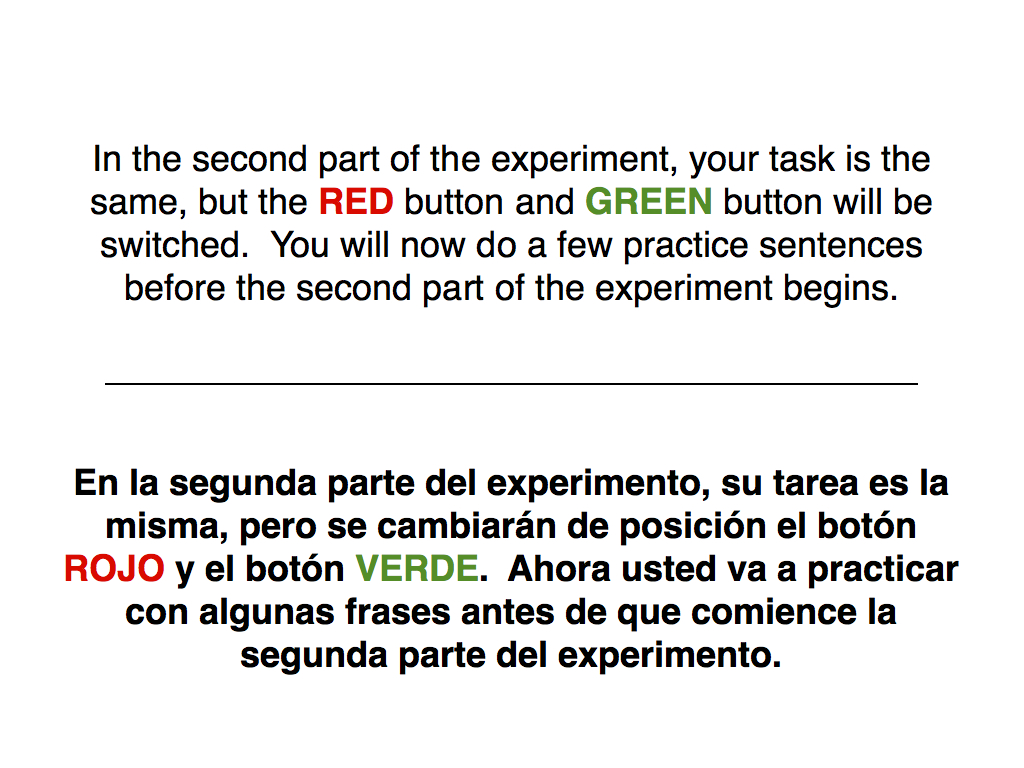 In the second part of the experiment, your task is the
same, but the RED button and GREEN button will be
switched.  You will now do a few practice sentences
before the second part of the experiment begins.
En la segunda parte del experimento, su tarea es la
misma, pero se cambiarán de posición el botón
ROJO y el botón VERDE.  Ahora usted va a practicar
con algunas frases antes de que comience la
segunda parte del experimento.